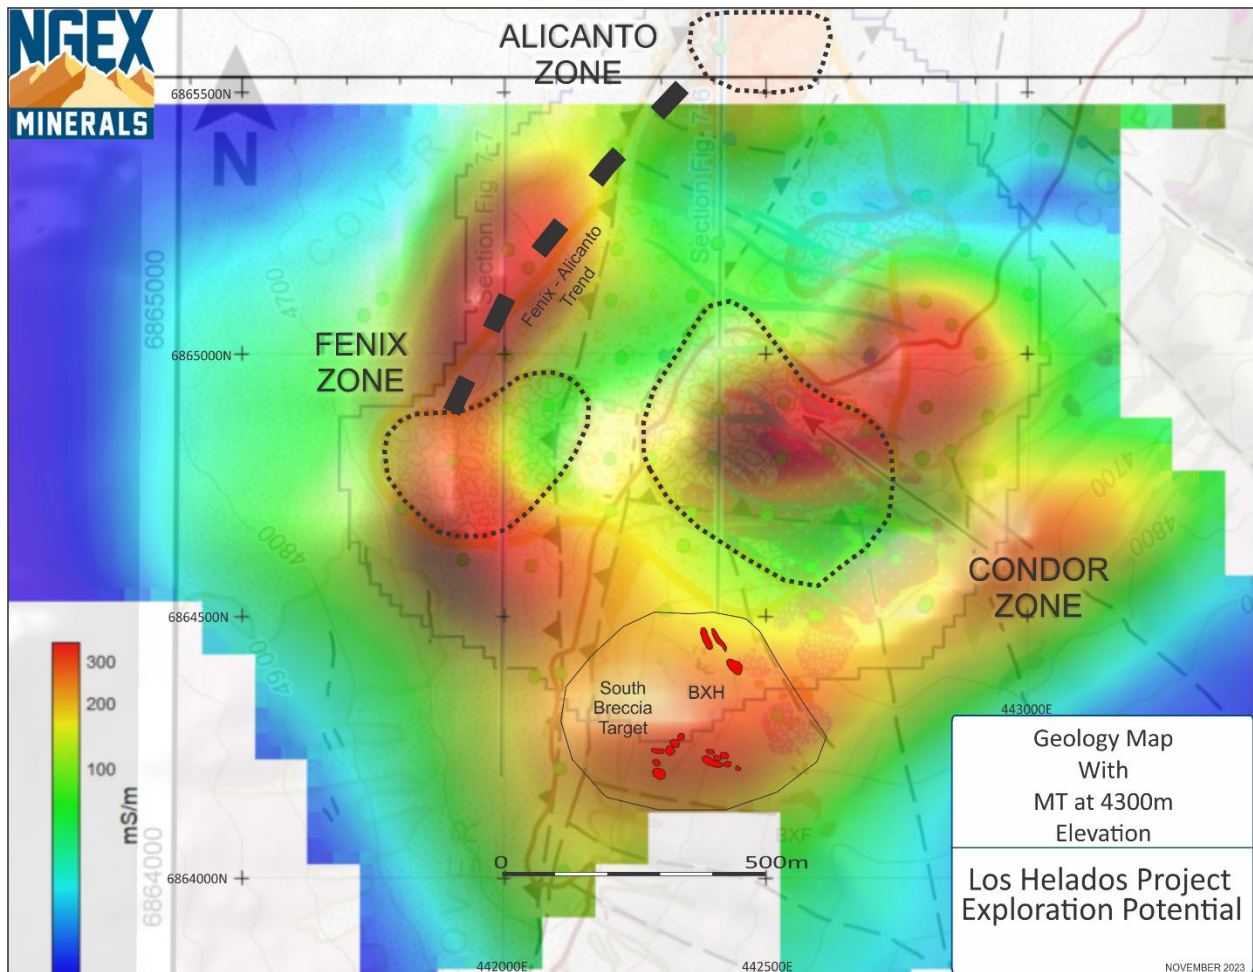 NGEX
MINERALS
N
ALICANTO
ZONE
6865500N
Section Fig: 7-6
COVER
Section Fig: 7-7
4700
6865000
Fenix - Alicanto
Trend
FENIX
ZONE
6865000N
4700
4800
4800
CONDOR
ZONE
6864500N
4900
300
200
100
mS/m
South
Breccia
Target
BXH
443000E
6864000
BXF
0
500m
6864000N
442000E
442500E
Geology Map
With
MT at 4300m
Elevation
Los Helados Project
Exploration Potential
NOVEMBER 2023